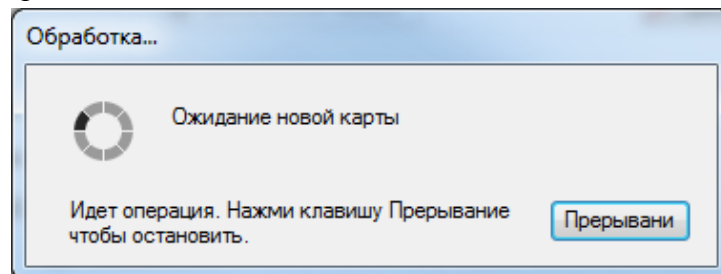 Обработка...
Ожидание новой карты
Идет операция. Нажми клавишу Прерывание
чтобы остановить.
Прерывани